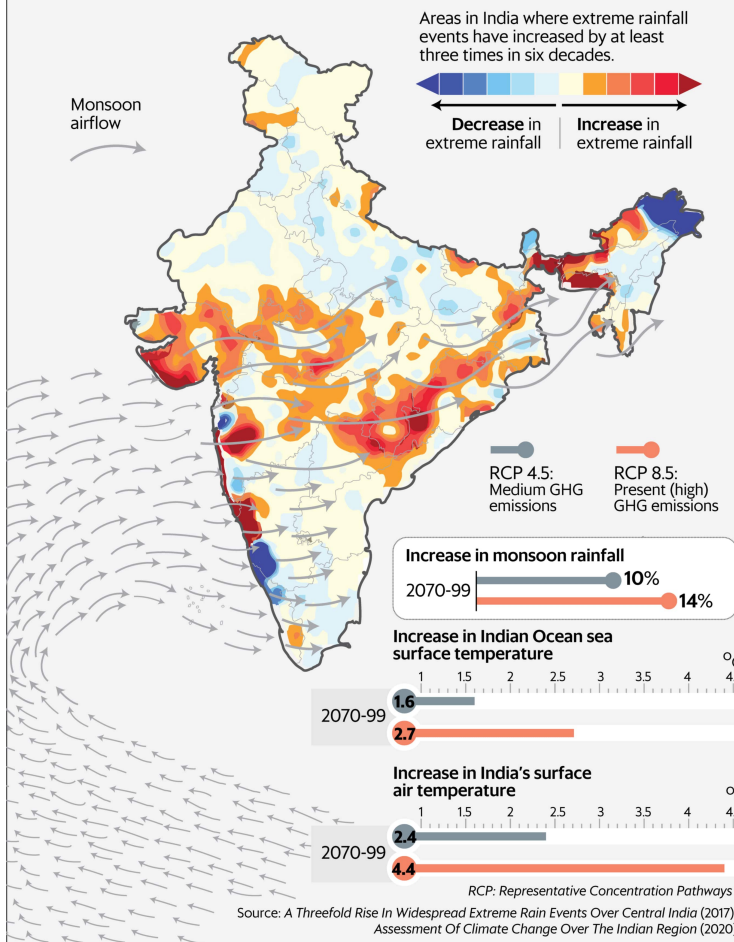 Areas in India where extreme rainfall
events have increased by at least
three times in six decades.
Decrease in
extreme rainfall
Increase in
extreme rainfall
Monsoon
airflow
RCP 4.5:
Medium GHG
emissions
RCP 8.5:
Present (high)
GHG emissions
Increase in monsoon rainfall
2070-99
10%
14%
Increase in Indian Ocean sea
surface temperature
1 1.5 2 2.5 3 3.5 4
2070-99
1.6
2.7
Increase in India's surface
air temperature
1 1.5 2 2.5 3 3.5 4
2070-99
2.4
4.4
RCP: Representative Concentration Pathways
Source: A Threefold Rise In Widespread Extreme Rain Events Over Central India (2017)
Assessment Of Climate Change Over The Indian Region (2020